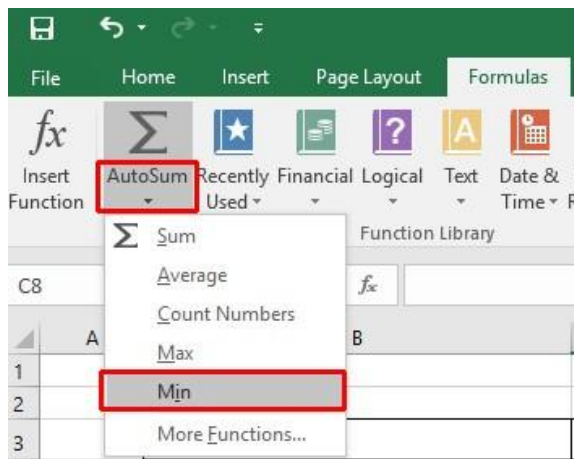 File Home Insert Page Layout Formulas
fx Σ ? A
Insert Function AutoSum Recently Used Financial Logical Text Date & Time
Σ Sum Function Library
Average
C8 fx
Count Numbers
A B
Max
1
Min
2
More Functions...
3